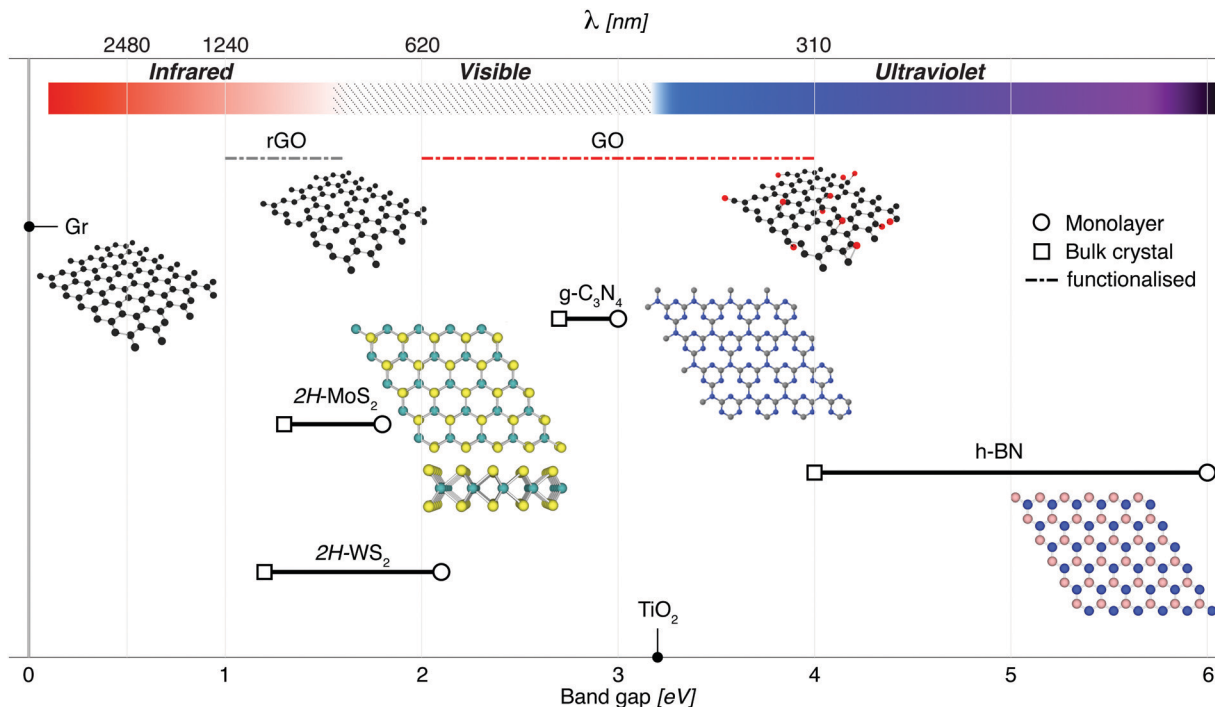 λ [nm]
2480 1240 620 310
Infrared Visible Ultraviolet
rGO GO
Gr
Monolayer
Bulk crystal
functionalised
g-C₃N₄
2H-MoS₂
h-BN
2H-WS₂
TiO₂
0 1 2 3 4 5 6
Band gap [eV]